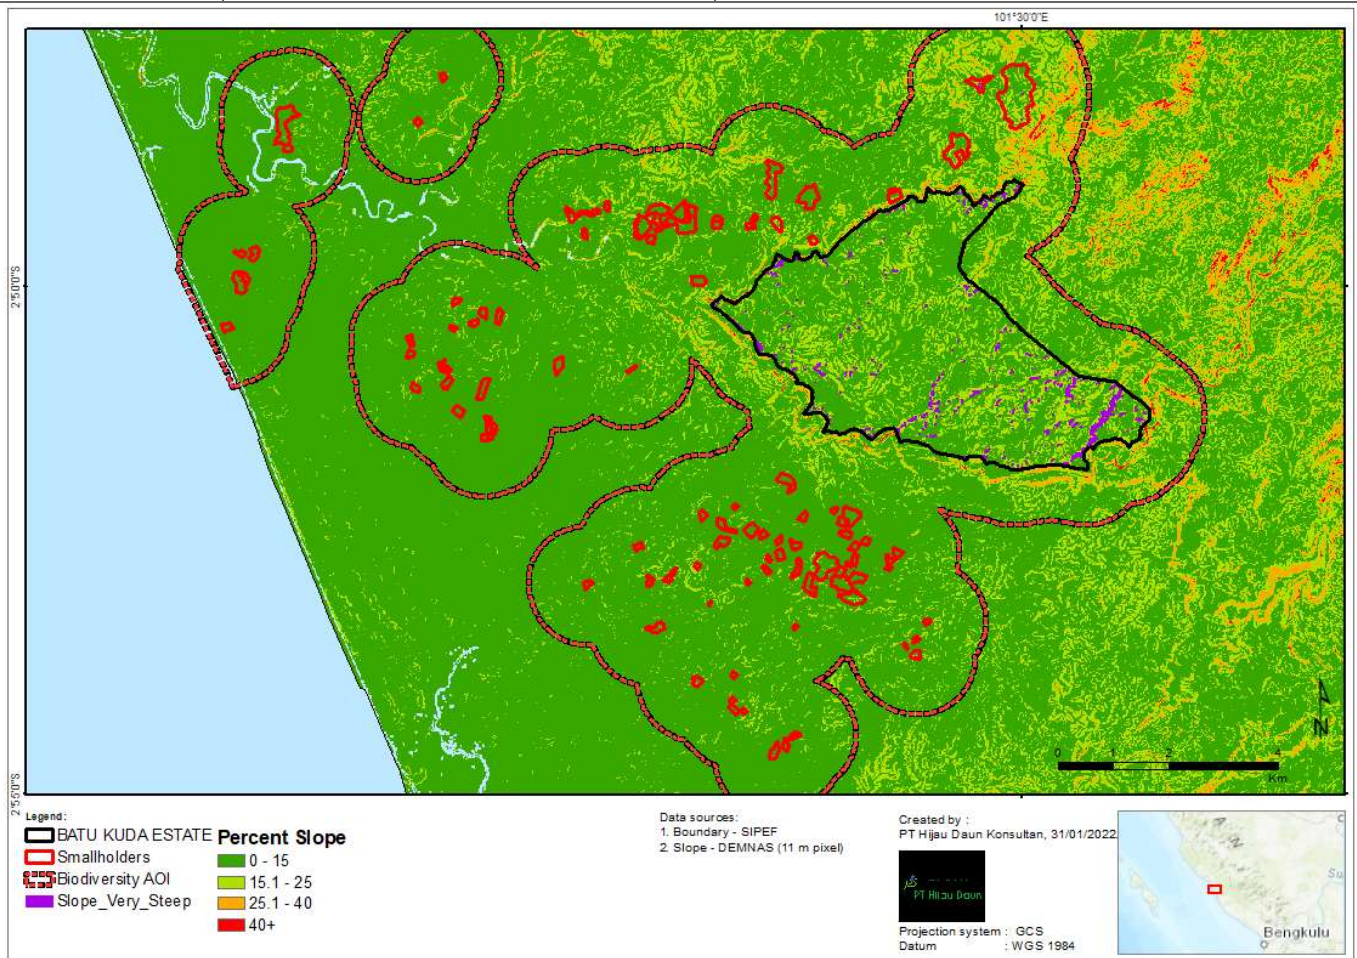 101°30'0"E
2°50'0"S
2°55'0"S
N
0 1 2 4
Km
Legend:
BATU KUDA ESTATE
Smallholders
Biodiversity AOI
Slope_Very_Steep
Percent Slope
0 - 15
15.1 - 25
25.1 - 40
40+
Data sources:
1. Boundary - SIPEF
2. Slope - DEMNAS (11 m pixel)
Created by :
PT Hijau Daun Konsultan, 31/01/2022
PT Hijau Daun
Projection system : GCS
Datum : WGS 1984
A N
Su
Bengkulu